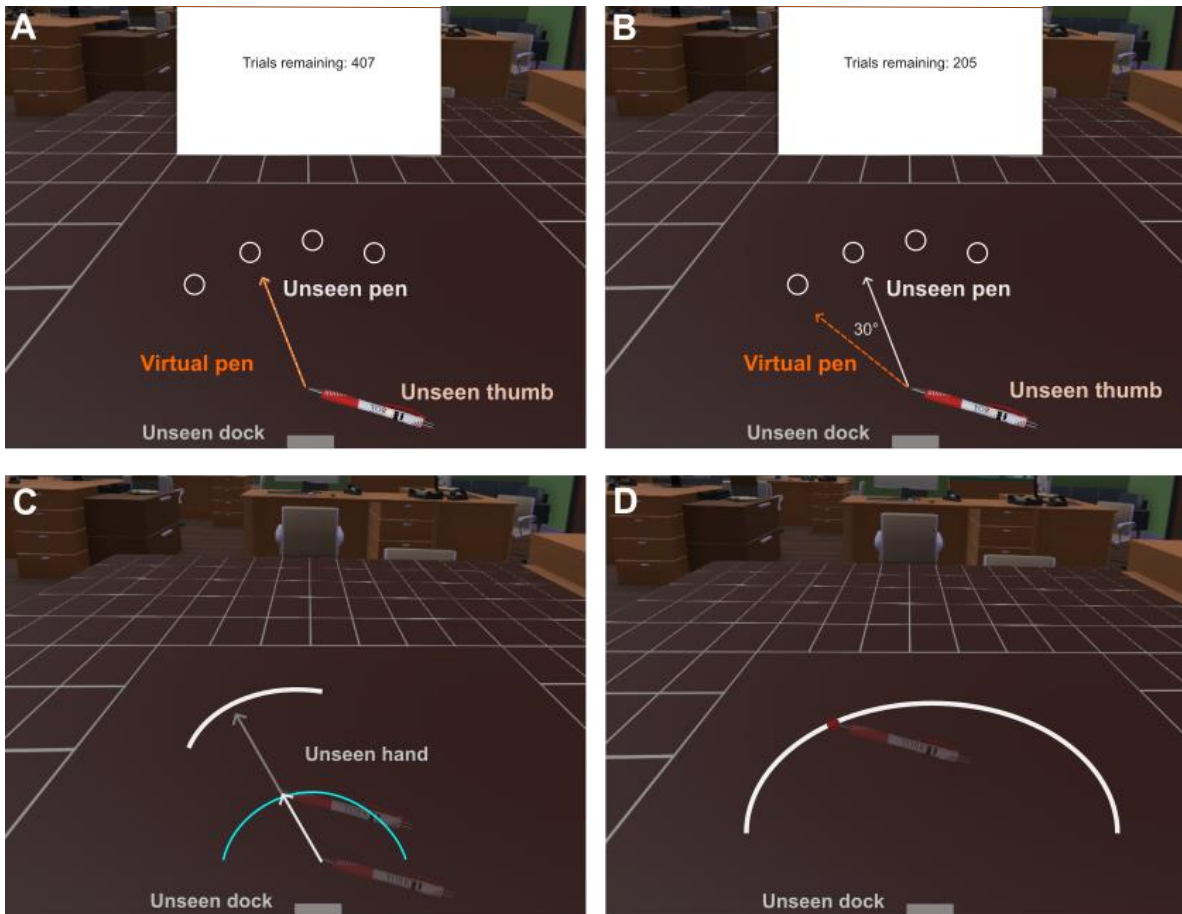 A
Trials remaining: 407
Unseen pen
Virtual pen
Unseen thumb
Unseen dock
B
Trials remaining: 205
Unseen pen
30°
Virtual pen
Unseen thumb
Unseen dock
C
Unseen hand
Unseen dock
D
Unseen dock